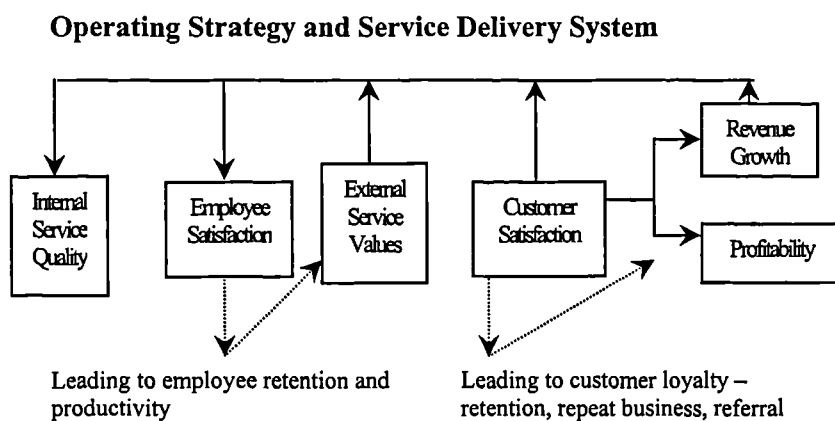 Operating Strategy and Service Delivery System
Internal
Service
Quality
Employee
Satisfaction
External
Service
Values
Customer
Satisfaction
Revenue
Growth
Profitability
Leading to employee retention and
productivity
Leading to customer loyalty –
retention, repeat business, referral